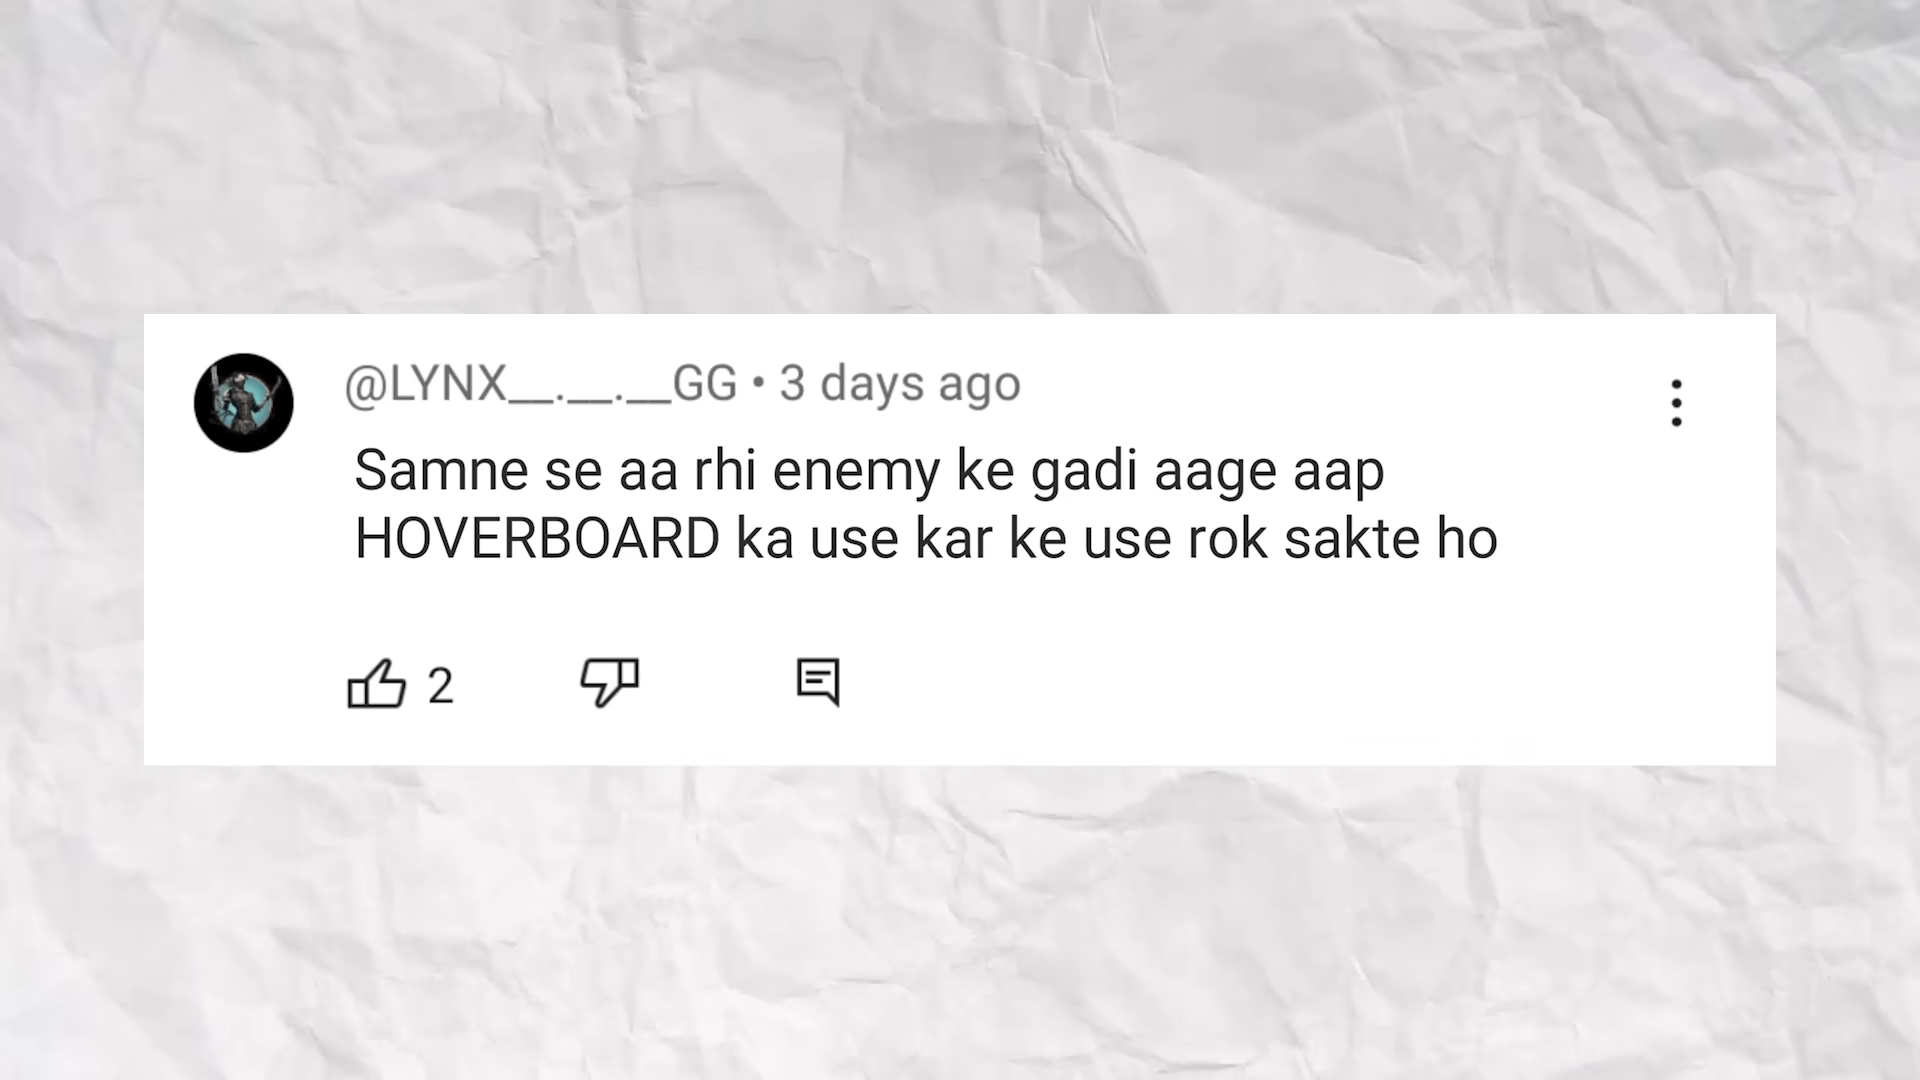 @LYNX__.__.__GG • 3 days ago
Samne se aa rhi enemy ke gadi aage aap
HOVERBOARD ka use kar ke use rok sakte ho
2